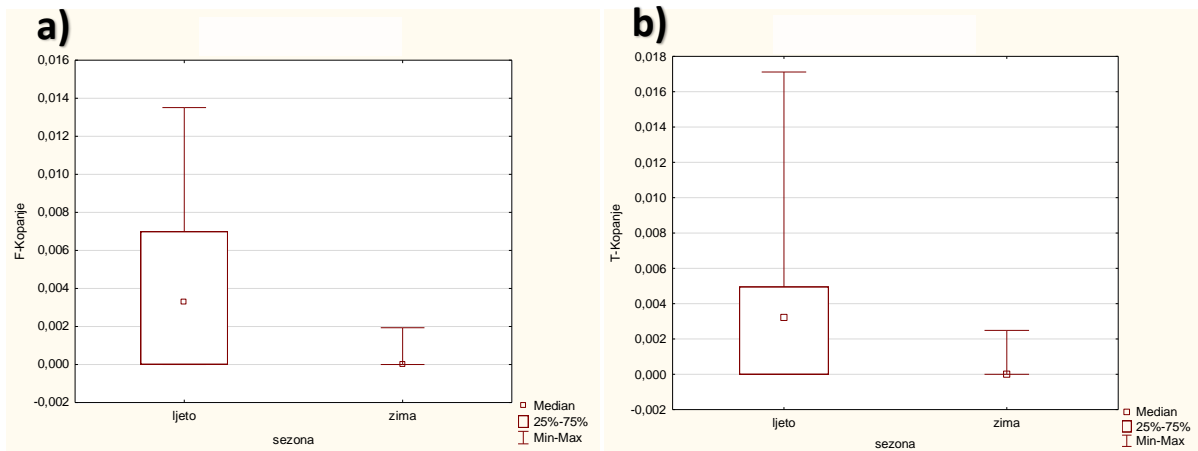 a)
0,016
0,014
0,012
0,010
0,008
0,006
0,004
0,002
0,000
-0,002
F-Kopanje
ljeto
zima
sezona
Median
25%-75%
Min-Max
b)
0,018
0,016
0,014
0,012
0,010
0,008
0,006
0,004
0,002
0,000
-0,002
T-Kopanje
ljeto
zima
sezona
Median
25%-75%
Min-Max